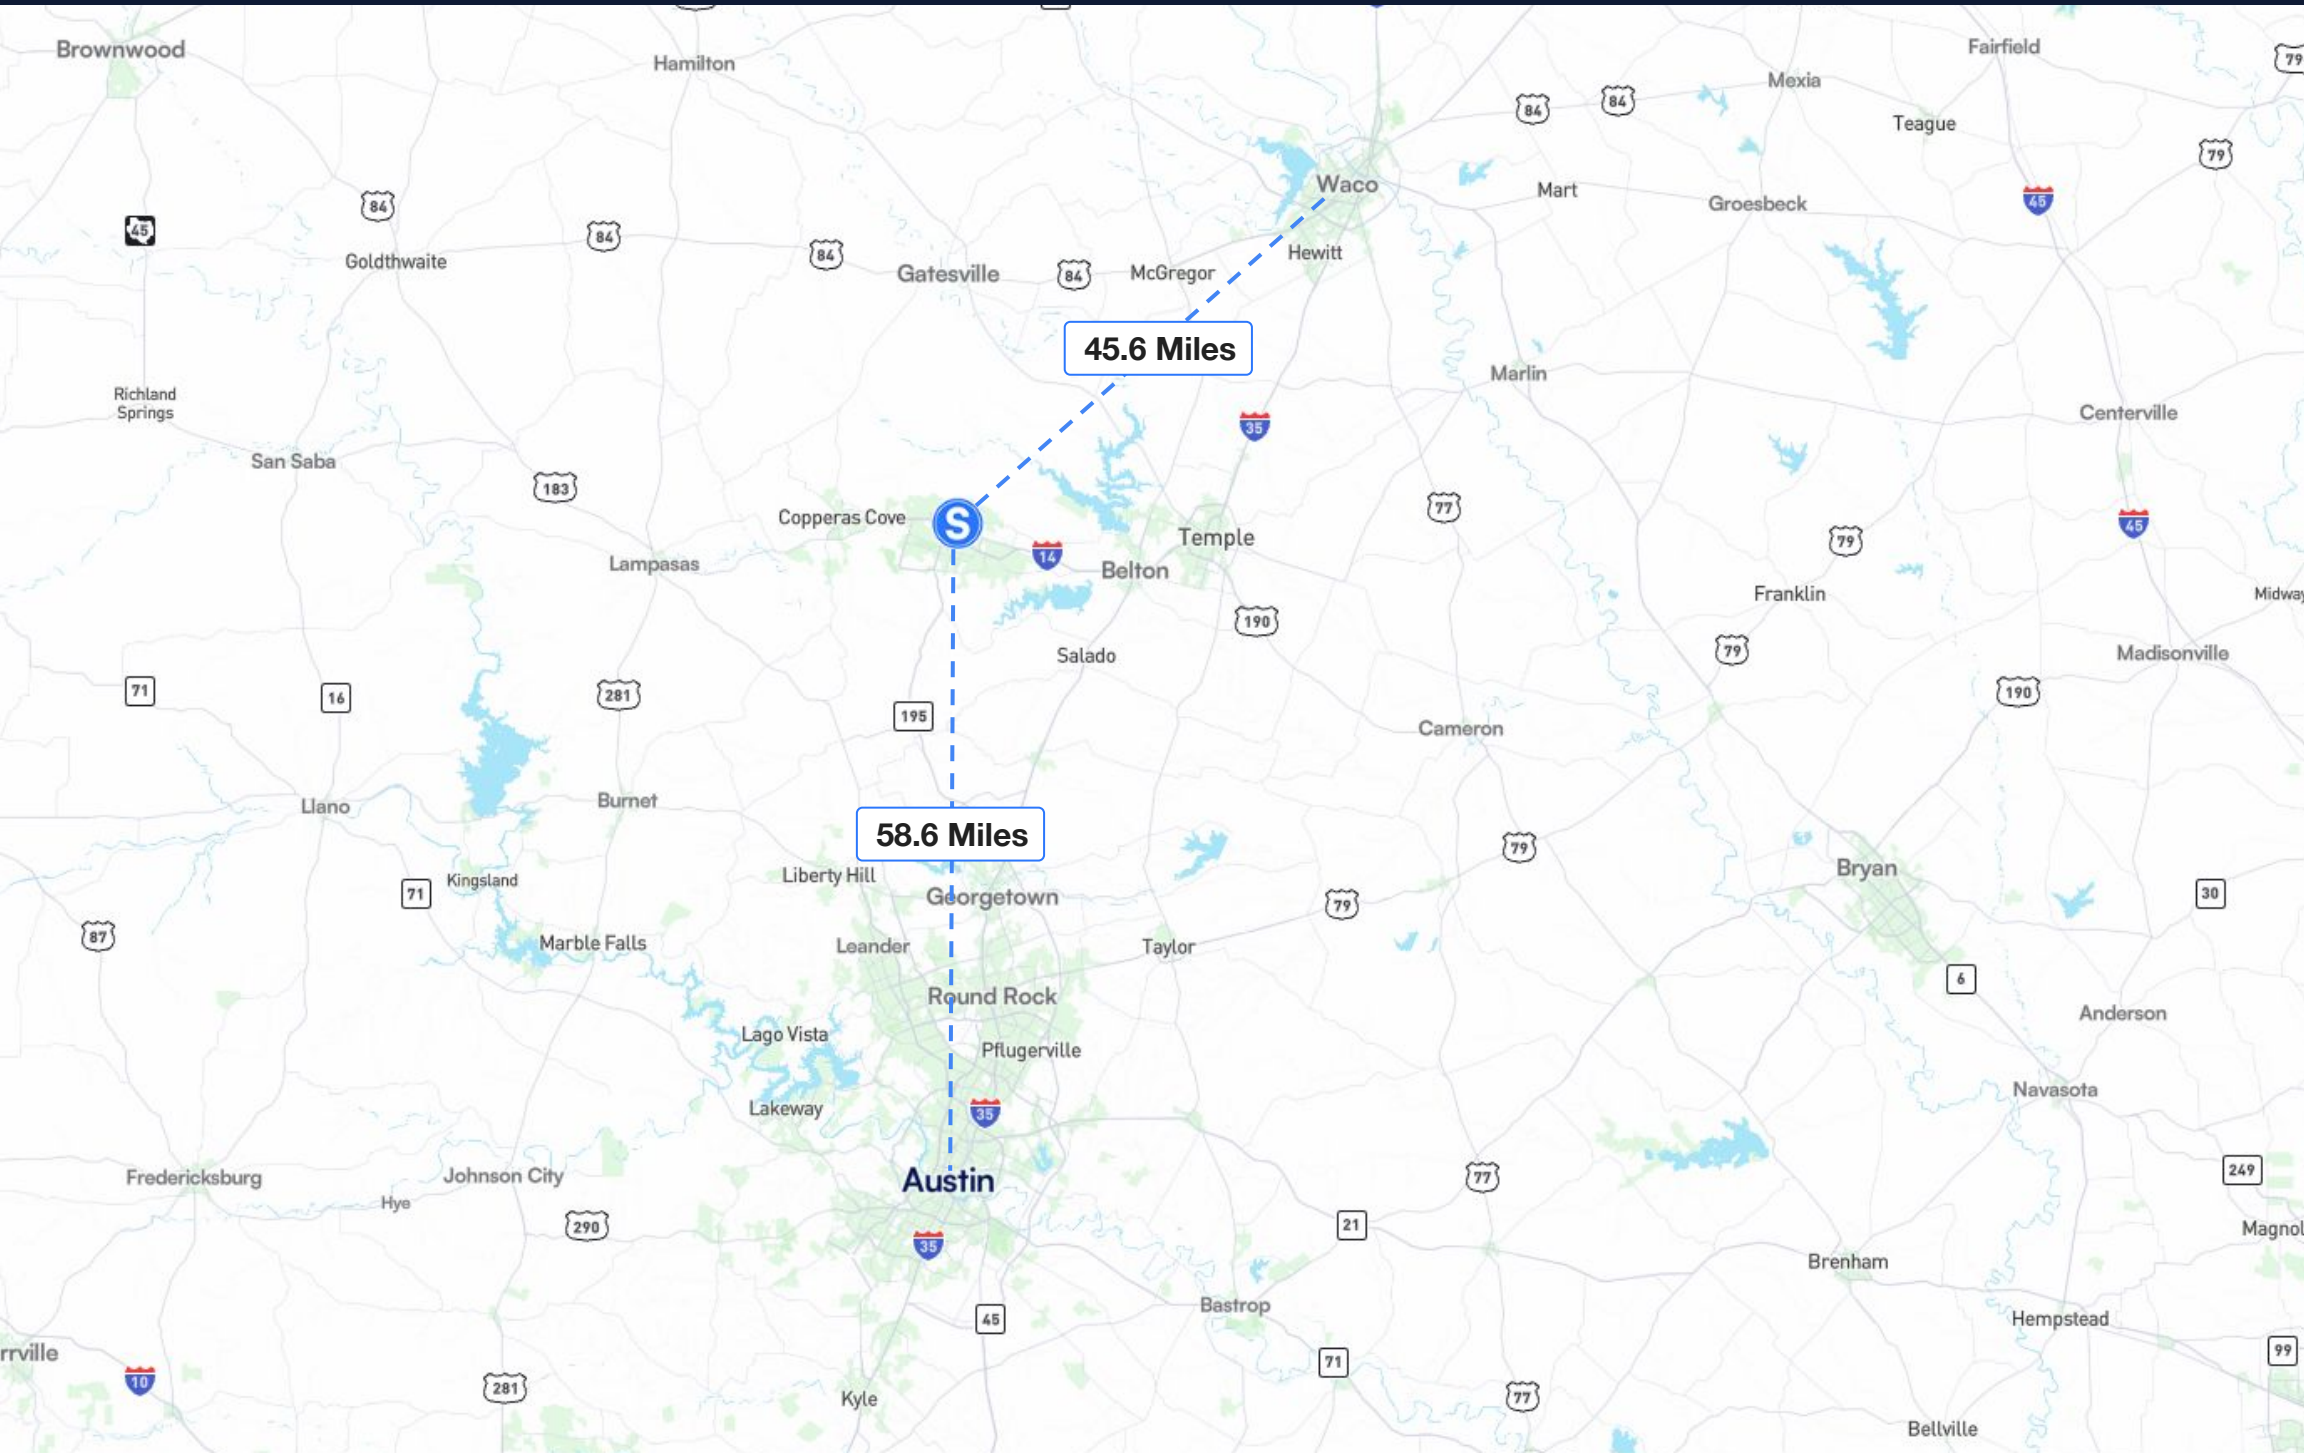 Brownwood
Hamilton
Fairfield
79
Mexia
84
84
Teague
79
Waco
Mart
45
Groesbeck
84
45
84
84
Hewitt
Goldthwaite
Gatesville
84
McGregor
45.6 Miles
Marlin
Richland
Springs
Centerville
35
San Saba
183
77
Copperas Cove
S
45
Temple
79
14
Lampasas
Belton
Franklin
Midway
190
Salado
79
Madisonville
71
16
281
190
195
Cameron
Llano
Burnet
58.6 Miles
79
Bryan
Liberty Hill
Kingsland
71
Georgetown
79
30
87
Marble Falls
Leander
Taylor
6
Round Rock
Anderson
Lago Vista
Pflugerville
Navasota
Lakeway
35
Fredericksburg
Johnson City
Austin
77
249
Hye
290
21
Magnol
35
Brenham
Bastrop
45
Hempstead
rrville
99
71
10
281
Kyle
77
Bellville